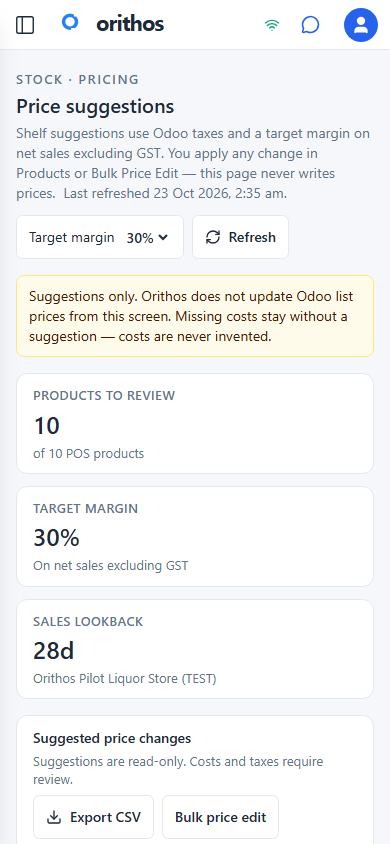 orithos
STOCK · PRICING
Price suggestions
Shelf suggestions use Odoo taxes and a target margin on
net sales excluding GST. You apply any change in
Products or Bulk Price Edit — this page never writes
prices. Last refreshed 23 Oct 2026, 2:35 am.
Target margin 30%
Refresh
Suggestions only. Orithos does not update Odoo list
prices from this screen. Missing costs stay without a
suggestion — costs are never invented.
PRODUCTS TO REVIEW
10
of 10 POS products
TARGET MARGIN
30%
On net sales excluding GST
SALES LOOKBACK
28d
Orithos Pilot Liquor Store (TEST)
Suggested price changes
Suggestions are read-only. Costs and taxes require
review.
Export CSV
Bulk price edit